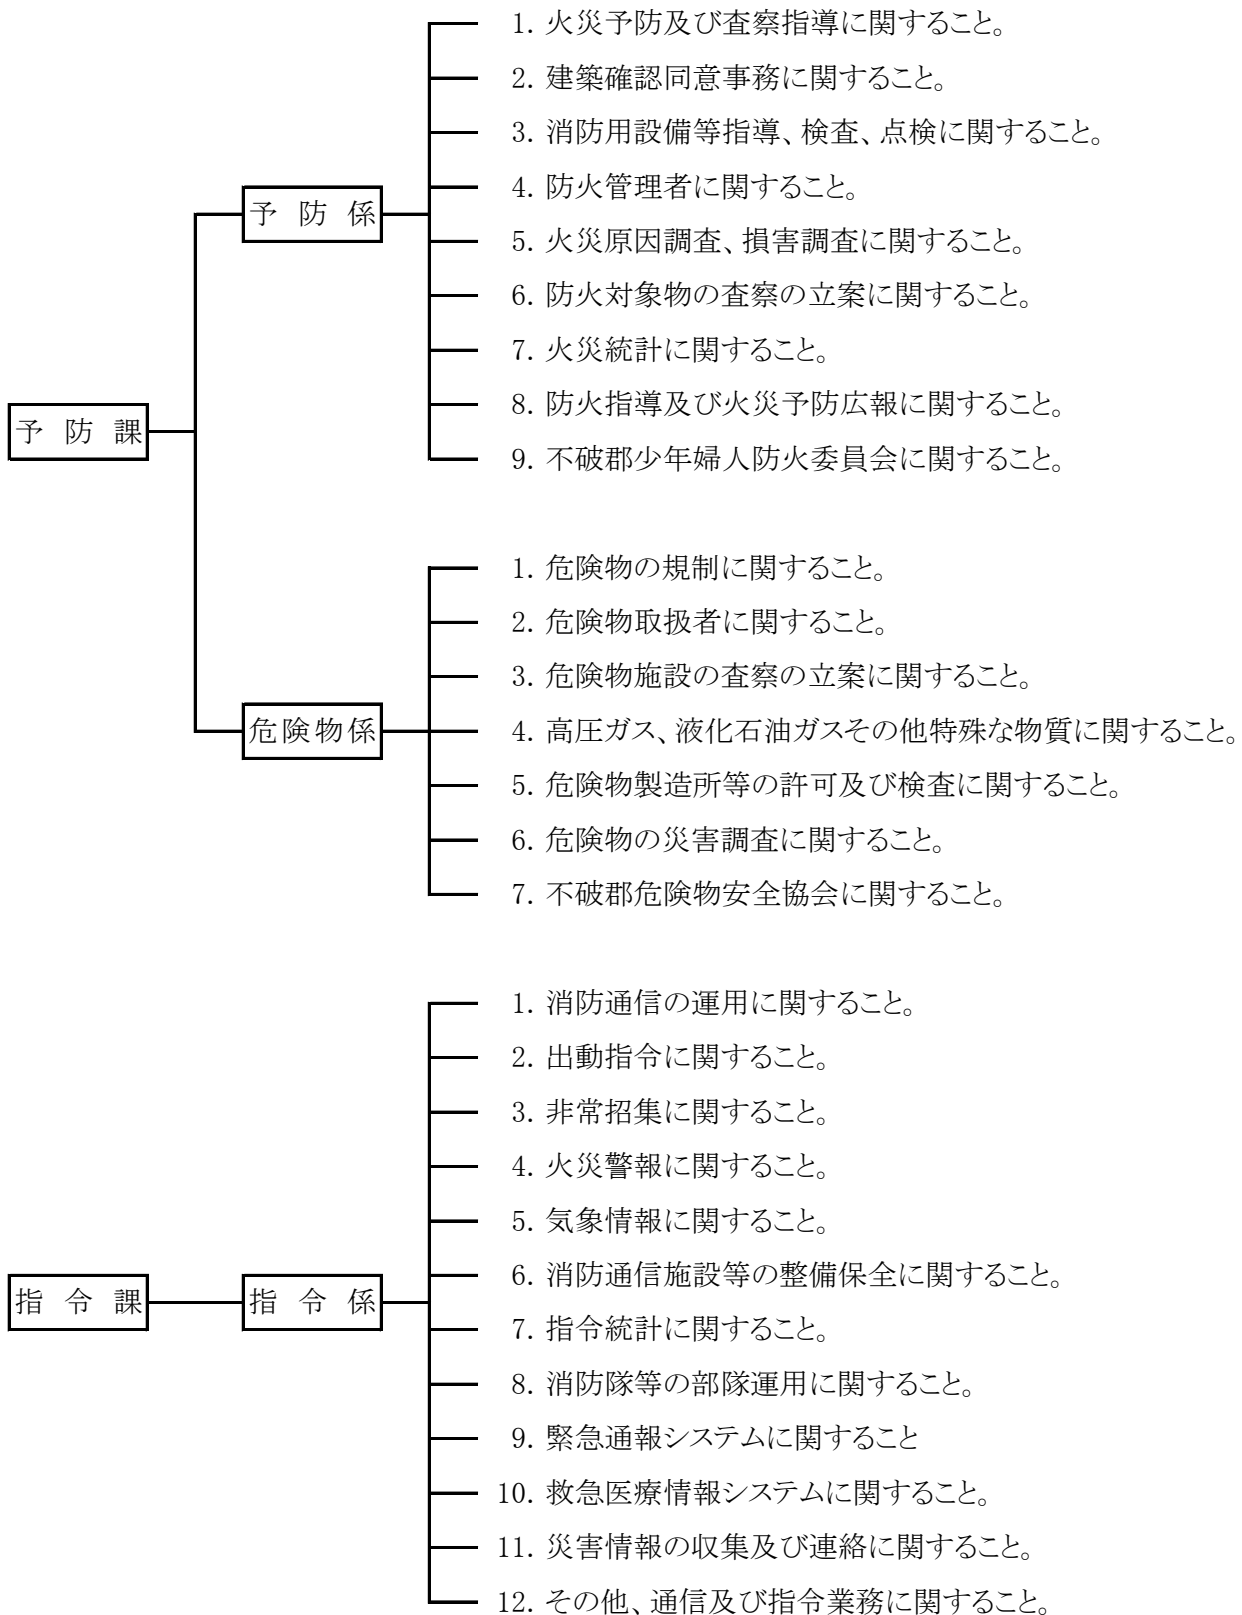 1. 火災予防及び査察指導に関すること。
2. 建築確認同意事務に関すること。
3. 消防用設備等指導、検査、点検に関すること。
4. 防火管理者に関すること。
予防係
5. 火災原因調査、損害調査に関すること。
6. 防火対象物の査察の立案に関すること。
7. 火災統計に関すること。
8. 防火指導及び火災予防広報に関すること。
予防課
9. 不破郡少年婦人防火委員会に関すること。
1. 危険物の規制に関すること。
2. 危険物取扱者に関すること。
3. 危険物施設の査察の立案に関すること。
危険物係
4. 高圧ガス、液化石油ガスその他特殊な物質に関すること。
5. 危険物製造所等の許可及び検査に関すること。
6. 危険物の災害調査に関すること。
7. 不破郡危険物安全協会に関すること。
1. 消防通信の運用に関すること。
2. 出動指令に関すること。
3. 非常招集に関すること。
4. 火災警報に関すること。
5. 気象情報に関すること。
6. 消防通信施設等の整備保全に関すること。
指令課
指令係
7. 指令統計に関すること。
8. 消防隊等の部隊運用に関すること。
9. 緊急通報システムに関すること
10. 救急医療情報システムに関すること。
11. 災害情報の収集及び連絡に関すること。
12. その他、通信及び指令業務に関すること。